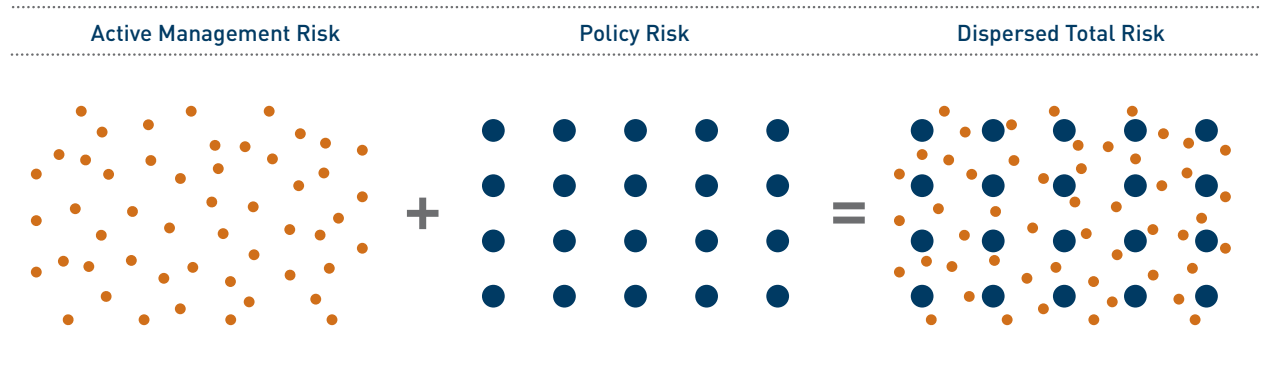 Active Management Risk Policy Risk Dispersed Total Risk
+ =